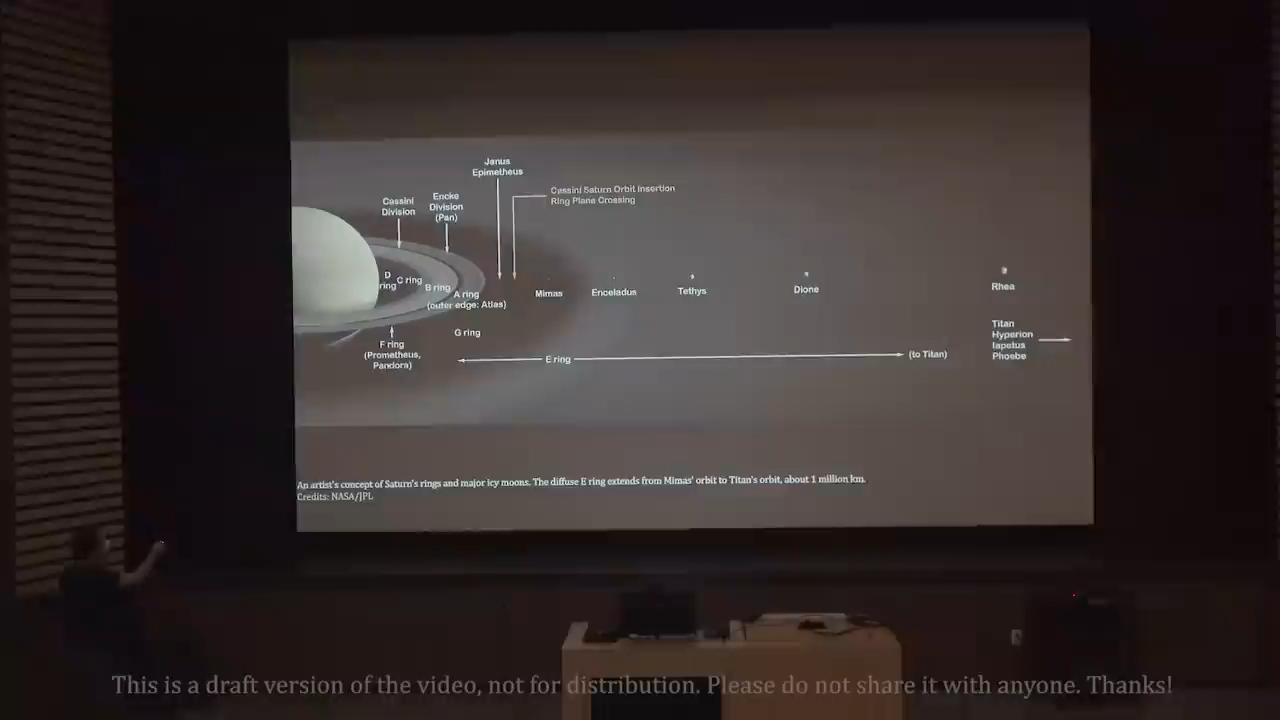 Janus
Epimetheus
Cassini Saturn Orbit Insertion
Ring Plane Crossing
Encke
Division
(Pan)
Cassini
Division
D
ring
C ring
B ring
A ring
(outer edge: Atlas)
Mimas
Enceladus
Tethys
Dione
Rhea
G ring
F ring
(Prometheus,
Pandora)
E ring
(to Titan)
Titan
Hyperion
Iapetus
Phoebe
An artist's concept of Saturn's rings and major icy moons. The diffuse E ring extends from Mimas' orbit to Titan's orbit, about 1 million km.
Credits: NASA/JPL
This is a draft version of the video, not for distribution. Please do not share it with anyone. Thanks!